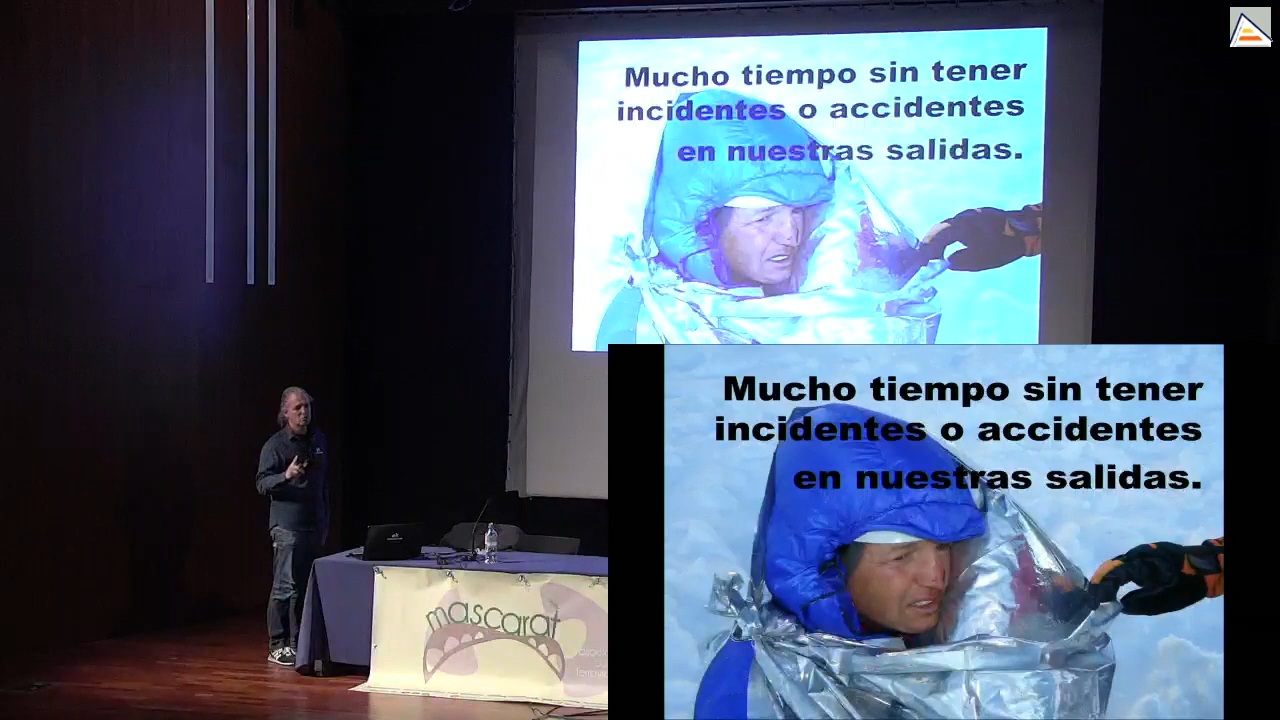 Mucho tiempo sin tener
incidentes o accidentes
en nuestras salidas.
Mucho tiempo sin tener
incidentes o accidentes
en nuestras salidas.
mascarat